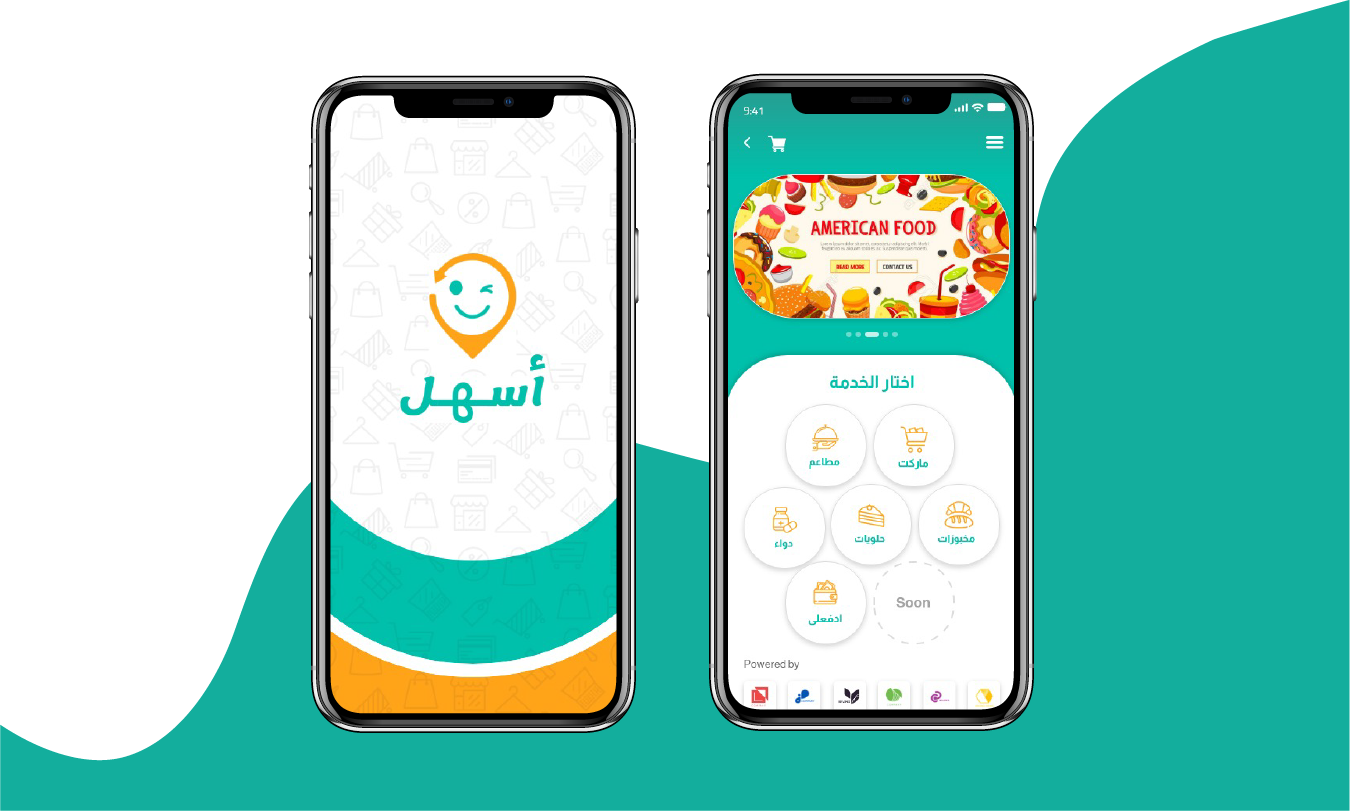 أسهل
9:41
AMERICAN FOOD
READ MORE
CONTACT US
اختار الخدمة
مطاعم
ماركت
دواء
حلويات
مخبوزات
ادفعلى
Soon
Powered by